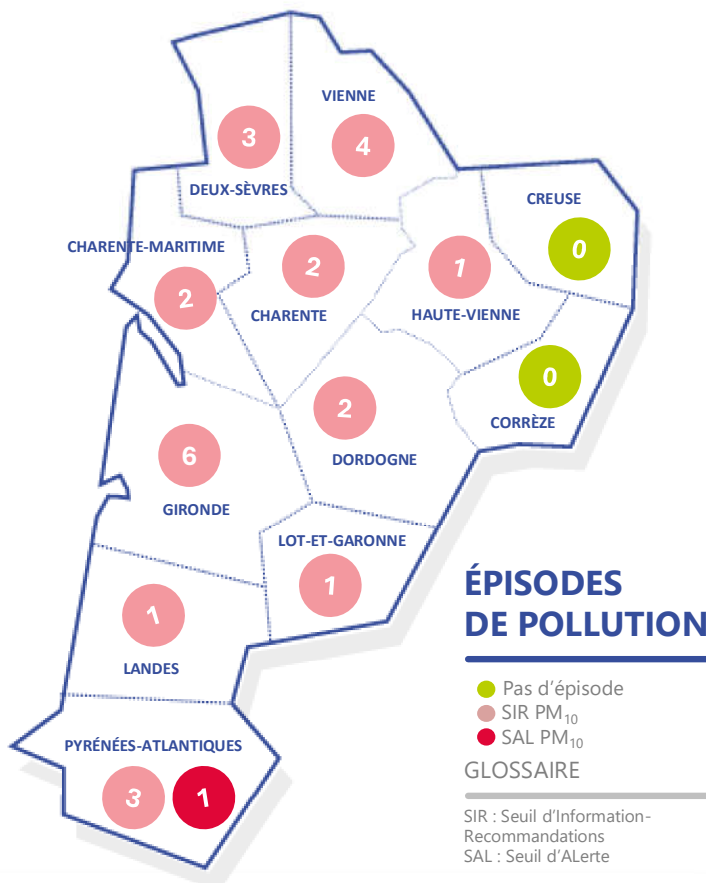 VIENNE
3
4
DEUX-SÈVRES
CREUSE
0
CHARENTE-MARITIME
2
2
CHARENTE
1
HAUTE-VIENNE
0
CORRÈZE
2
DORDOGNE
6
GIRONDE
LOT-ET-GARONNE
1
1
LANDES
PYRÉNÉES-ATLANTIQUES
3
1
ÉPISODES
DE POLLUTION
Pas d'épisode
SIR PM₁₀
SAL PM₁₀
GLOSSAIRE
SIR : Seuil d'Information-
Recommandations
SAL : Seuil d'ALerte